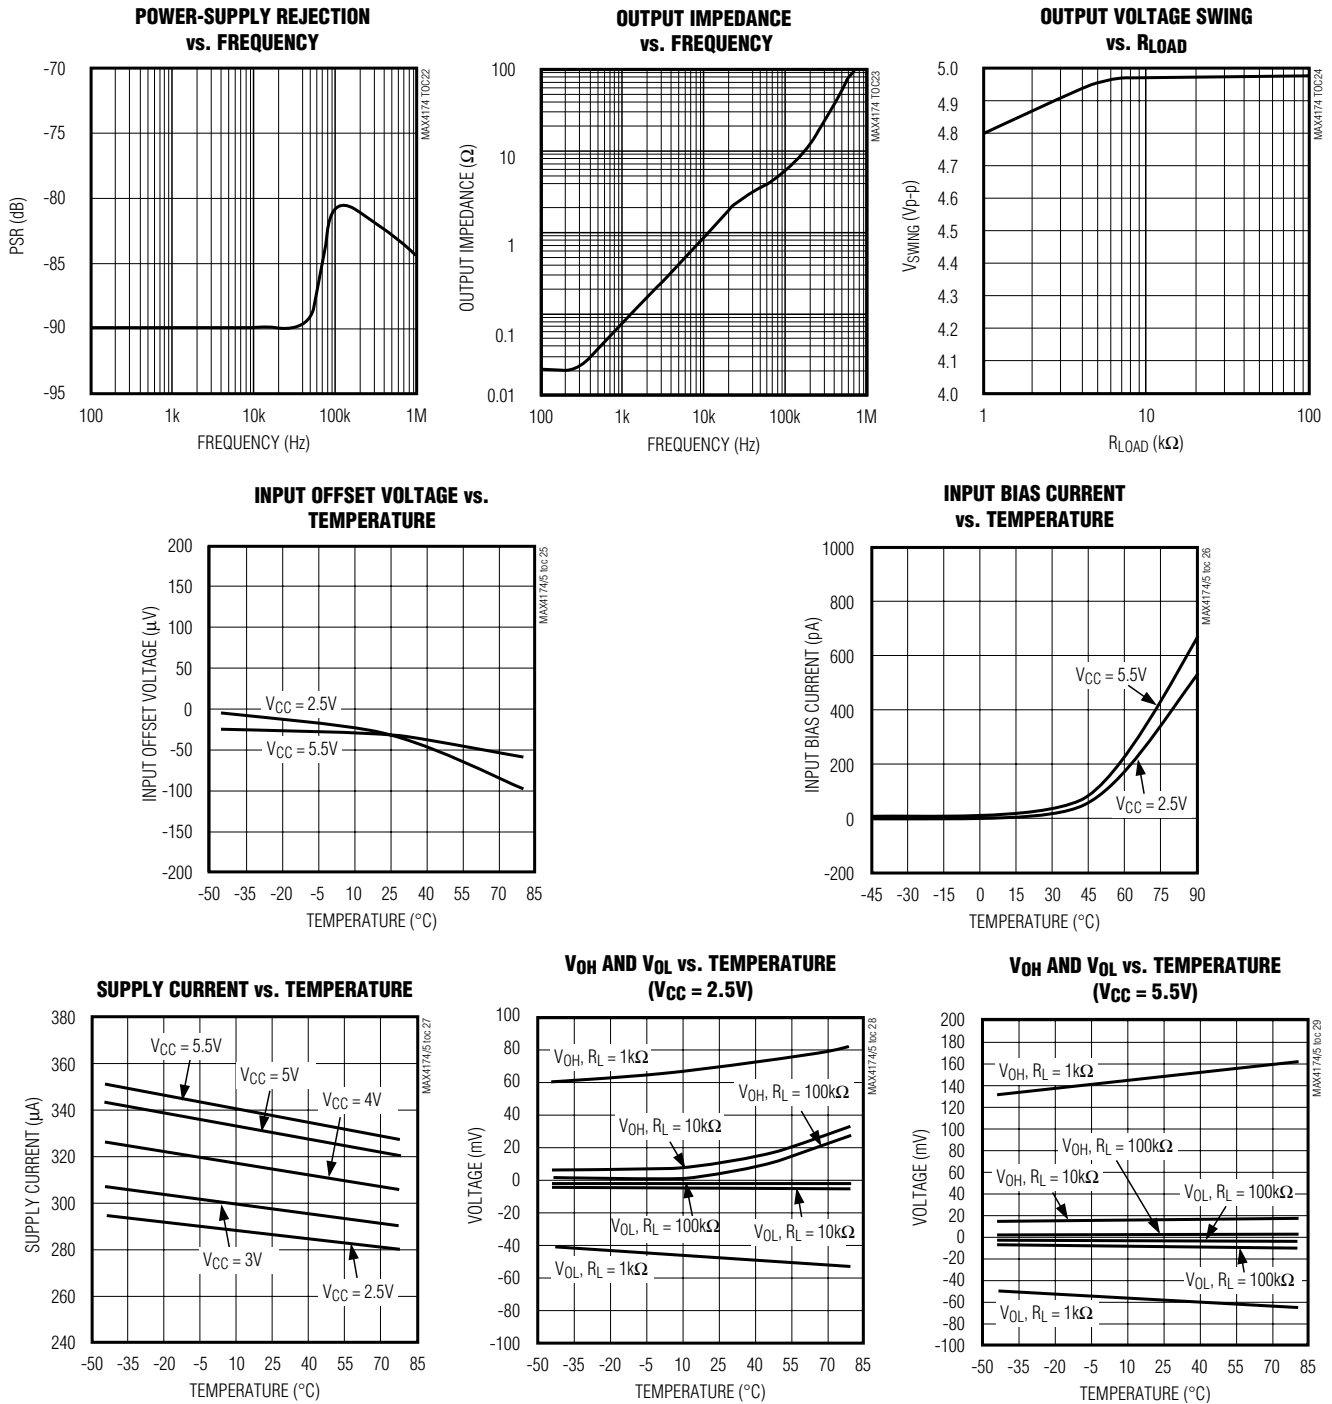 POWER-SUPPLY REJECTION
vs. FREQUENCY
-70
-75
-80
-85
-90
-95
PSR (dB)
100
1k
10k
100k
1M
FREQUENCY (Hz)
MAX4174 TOC22
OUTPUT IMPEDANCE
vs. FREQUENCY
100
10
1
0.1
0.01
OUTPUT IMPEDANCE (Ω)
100
1k
10k
100k
1M
FREQUENCY (Hz)
MAX4174 TOC23
OUTPUT VOLTAGE SWING
vs. RLOAD
5.0
4.9
4.8
4.7
4.6
4.5
4.4
4.3
4.2
4.1
4.0
VSWING (Vp-p)
1
10
100
RLOAD (kΩ)
MAX4174 TOC24
INPUT OFFSET VOLTAGE vs.
TEMPERATURE
200
150
100
50
0
-50
-100
-150
-200
INPUT OFFSET VOLTAGE (μV)
VCC = 2.5V
VCC = 5.5V
-50
-35
-20
-5
10
25
40
55
70
85
TEMPERATURE (°C)
MAX4174/5 toc 25
INPUT BIAS CURRENT
vs. TEMPERATURE
1000
800
600
400
200
0
-200
INPUT BIAS CURRENT (pA)
VCC = 5.5V
VCC = 2.5V
-45
-30
-15
0
15
30
45
60
75
90
TEMPERATURE (°C)
MAX4174/5 toc 26
SUPPLY CURRENT vs. TEMPERATURE
380
360
340
320
300
280
260
240
SUPPLY CURRENT (μA)
VCC = 5.5V
VCC = 5V
VCC = 4V
VCC = 3V
VCC = 2.5V
-50
-35
-20
-5
10
25
40
55
70
85
TEMPERATURE (°C)
MAX4174/5 toc 27
VOH AND VOL vs. TEMPERATURE
(VCC = 2.5V)
100
80
60
40
20
0
-20
-40
-60
-80
-100
VOLTAGE (mV)
VOH, RL = 1kΩ
VOH, RL = 100kΩ
VOH, RL = 10kΩ
VOL, RL = 100kΩ
VOL, RL = 10kΩ
VOL, RL = 1kΩ
-50
-35
-20
-5
10
25
40
55
70
85
TEMPERATURE (°C)
MAX4174/5 toc 28
VOH AND VOL vs. TEMPERATURE
(VCC = 5.5V)
200
180
160
140
120
100
80
60
40
20
0
-20
-40
-60
-80
-100
VOLTAGE (mV)
VOH, RL = 1kΩ
VOH, RL = 100kΩ
VOH, RL = 10kΩ
VOL, RL = 100kΩ
VOL, RL = 100kΩ
VOL, RL = 1kΩ
-50
-35
-20
-5
10
25
40
55
70
85
TEMPERATURE (°C)
MAX4174/5 toc 29